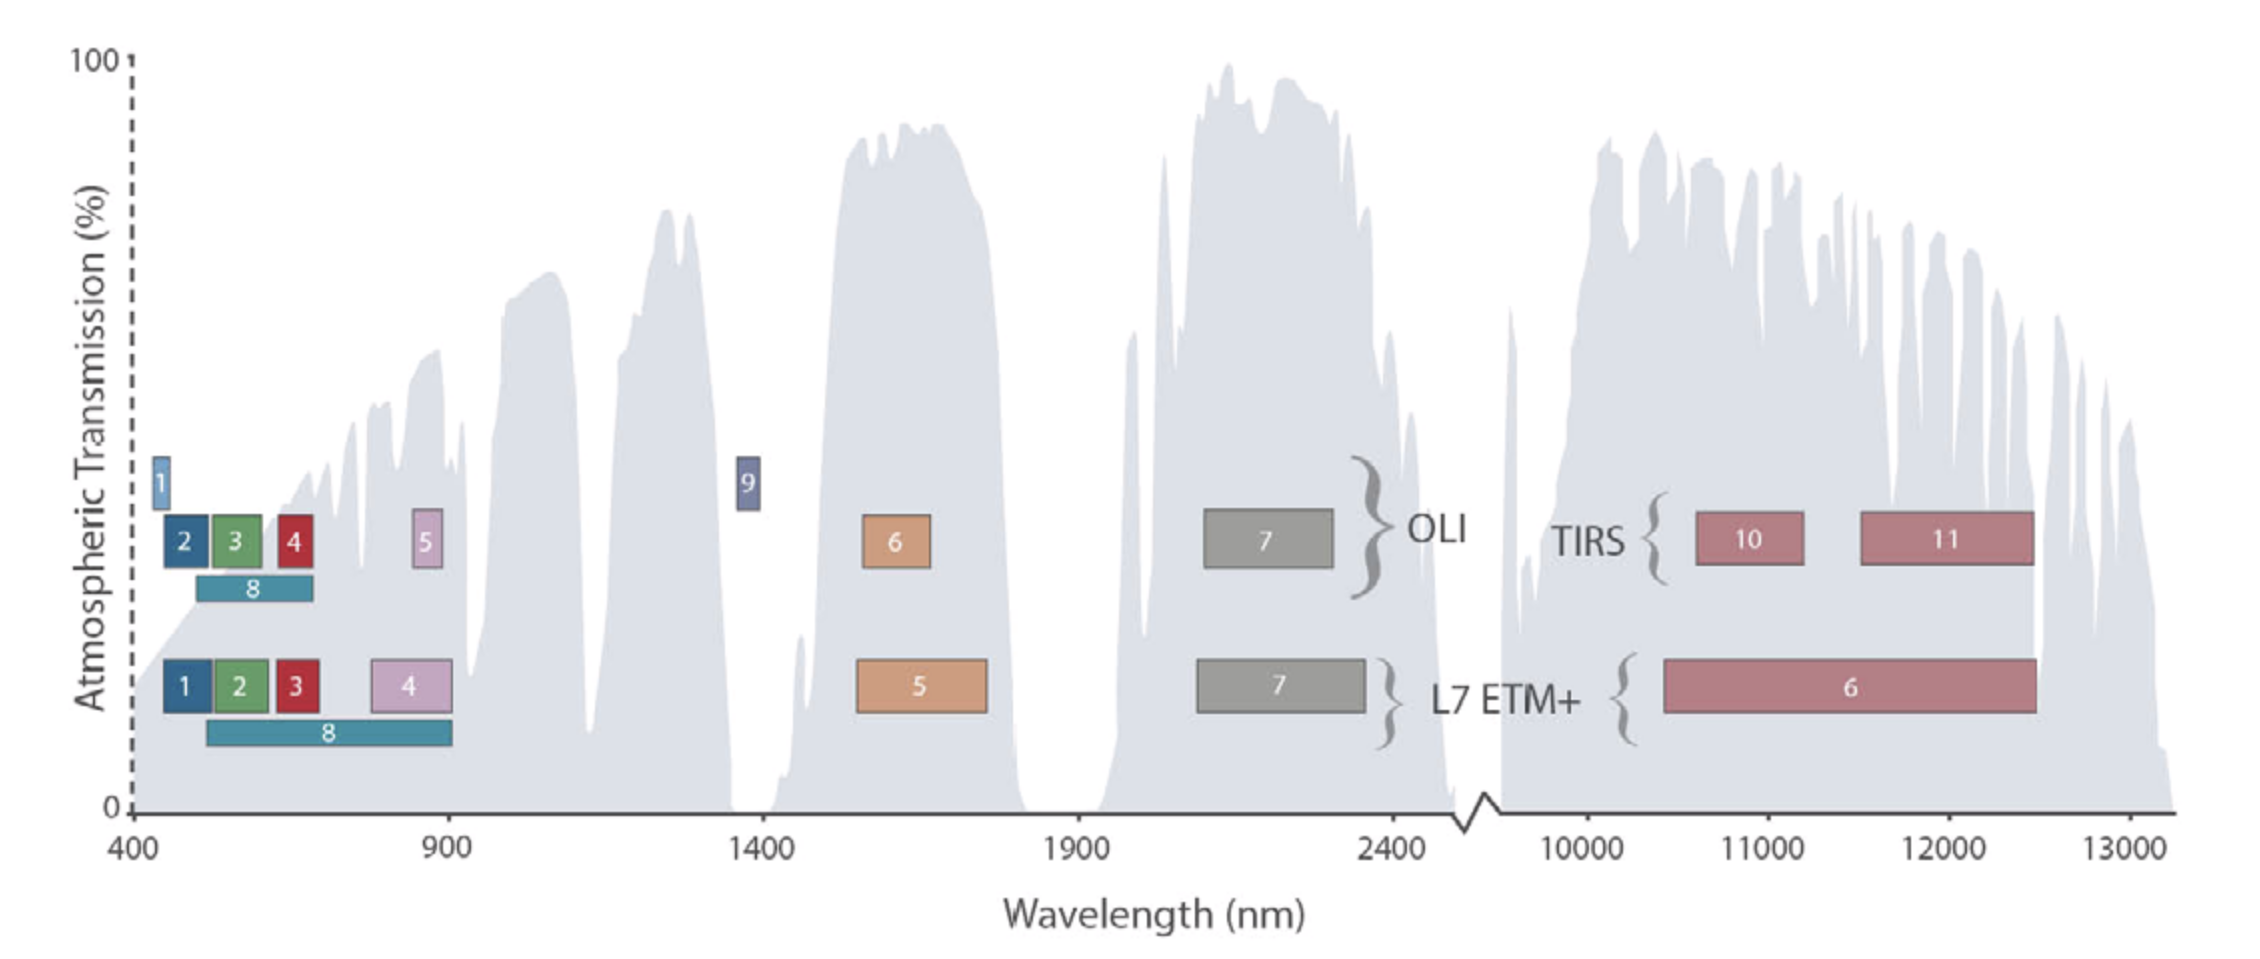 100
Atmospheric Transmission (%)
1
9
2 3 4 5 6 7
8
OLI
TIRS
10 11
1 2 3 4 5 7
8
L7 ETM+
6
0
400 900 1400 1900 2400 10000 11000 12000 13000
Wavelength (nm)